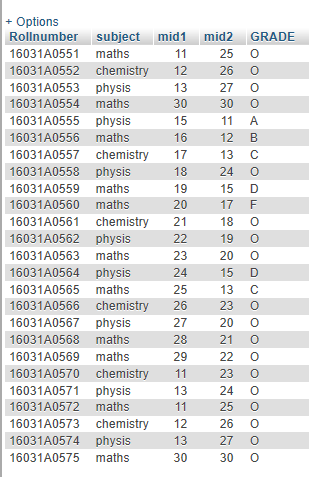 + Options
Rollnumber subject mid1 mid2 GRADE
16031A0551 maths 11 25 O
16031A0552 chemistry 12 26 O
16031A0553 physis 13 27 O
16031A0554 maths 30 30 O
16031A0555 physis 15 11 A
16031A0556 maths 16 12 B
16031A0557 chemistry 17 13 C
16031A0558 physis 18 24 O
16031A0559 maths 19 15 D
16031A0560 maths 20 17 F
16031A0561 chemistry 21 18 O
16031A0562 physis 22 19 O
16031A0563 maths 23 20 O
16031A0564 physis 24 15 D
16031A0565 maths 25 13 C
16031A0566 chemistry 26 23 O
16031A0567 physis 27 20 O
16031A0568 maths 28 21 O
16031A0569 maths 29 22 O
16031A0570 chemistry 11 23 O
16031A0571 physis 13 24 O
16031A0572 maths 11 25 O
16031A0573 chemistry 12 26 O
16031A0574 physis 13 27 O
16031A0575 maths 30 30 O